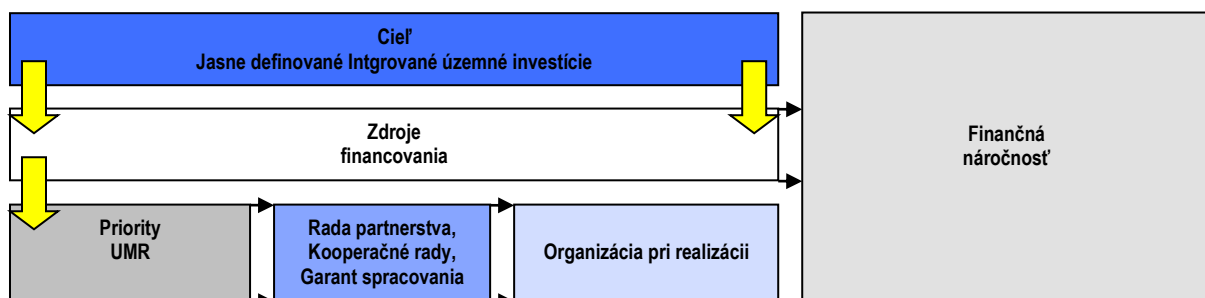 Cieľ
Jasne definované Intgrované územné investície
Zdroje
financovania
Finančná
náročnosť
Priority
UMR
Rada partnerstva,
Kooperačné rady,
Garant spracovania
Organizácia pri realizácii